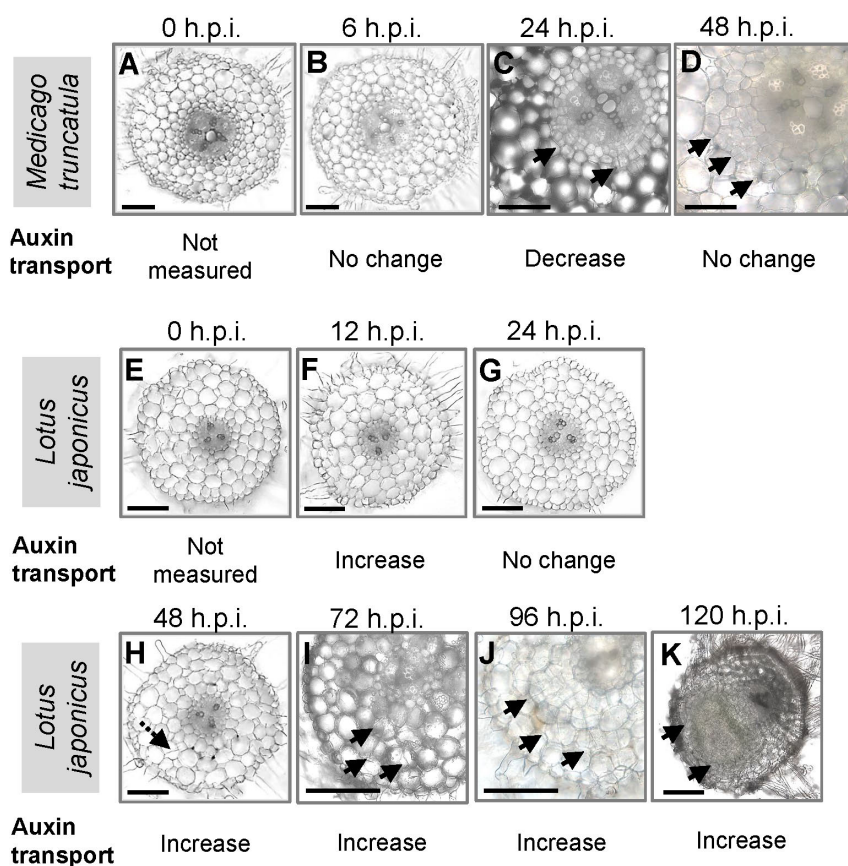 0 h.p.i. 6 h.p.i. 24 h.p.i. 48 h.p.i.
Medicago
truncatula
A B C D
Auxin
transport
Not
measured
No change
Decrease
No change
0 h.p.i. 12 h.p.i. 24 h.p.i.
Lotus
japonicus
E F G
Auxin
transport
Not
measured
Increase
No change
48 h.p.i. 72 h.p.i. 96 h.p.i. 120 h.p.i.
Lotus
japonicus
H I J K
Auxin
transport
Increase
Increase
Increase
Increase